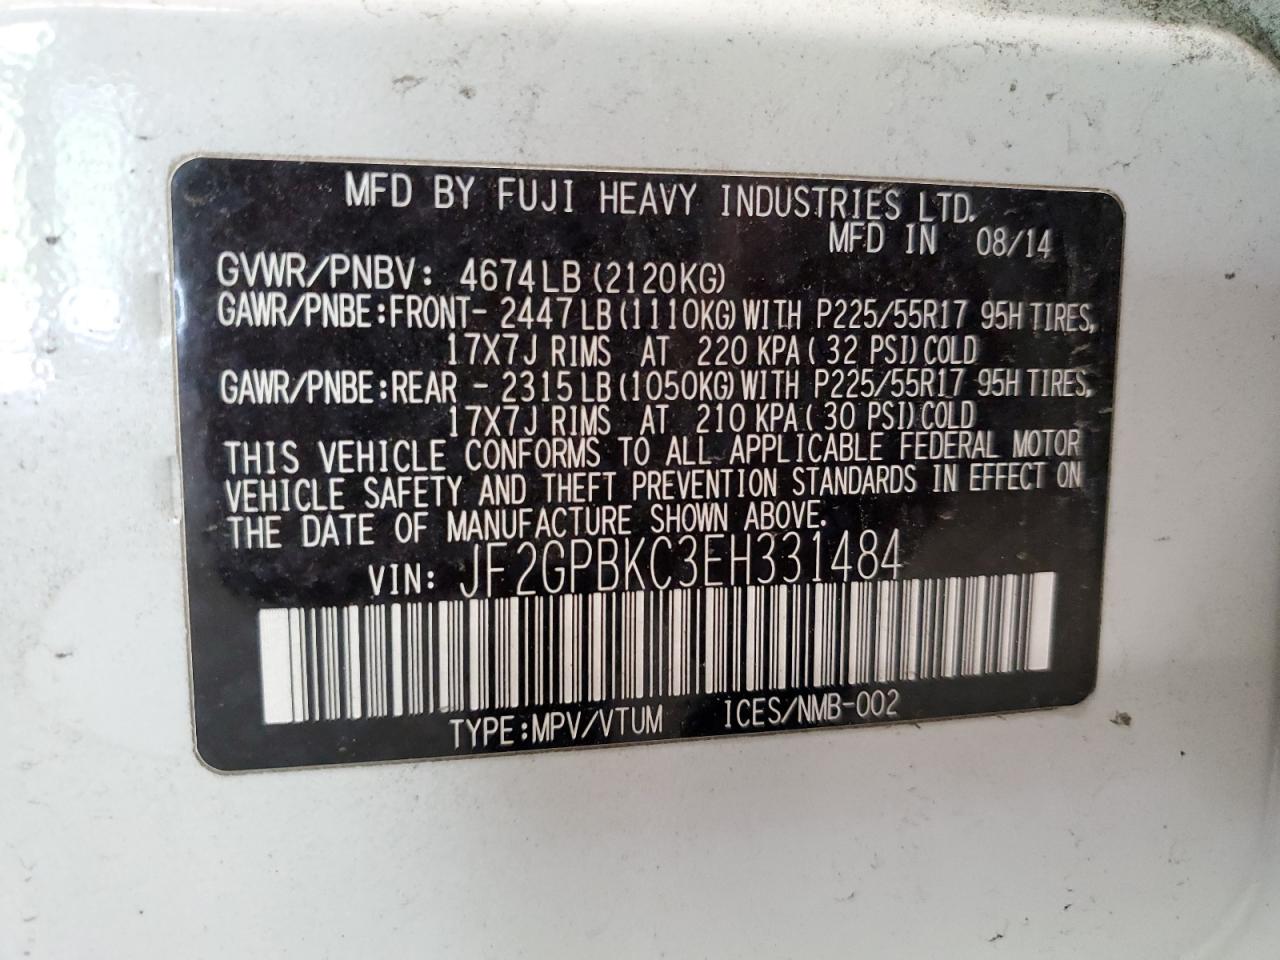 MFD BY FUJI HEAVY INDUSTRIES LTD.
MFD IN 08/14
GVWR/PNBV: 4674LB (2120KG)
GAWR/PNBE:FRONT- 2447LB (1110KG) WITH P225/55R17 95H TIRES,
17X7J RIMS AT 220 KPA ( 32 PSI) COLD
GAWR/PNBE:REAR - 2315LB (1050KG) WITH P225/55R17 95H TIRES,
17X7J RIMS AT 210 KPA ( 30 PSI) COLD
THIS VEHICLE CONFORMS TO ALL APPLICABLE FEDERAL MOTOR
VEHICLE SAFETY AND THEFT PREVENTION STANDARDS IN EFFECT ON
THE DATE OF MANUFACTURE SHOWN ABOVE.
VIN: JF2GPBKC3EH331484
TYPE:MPV/VTUM ICES/NMB-002